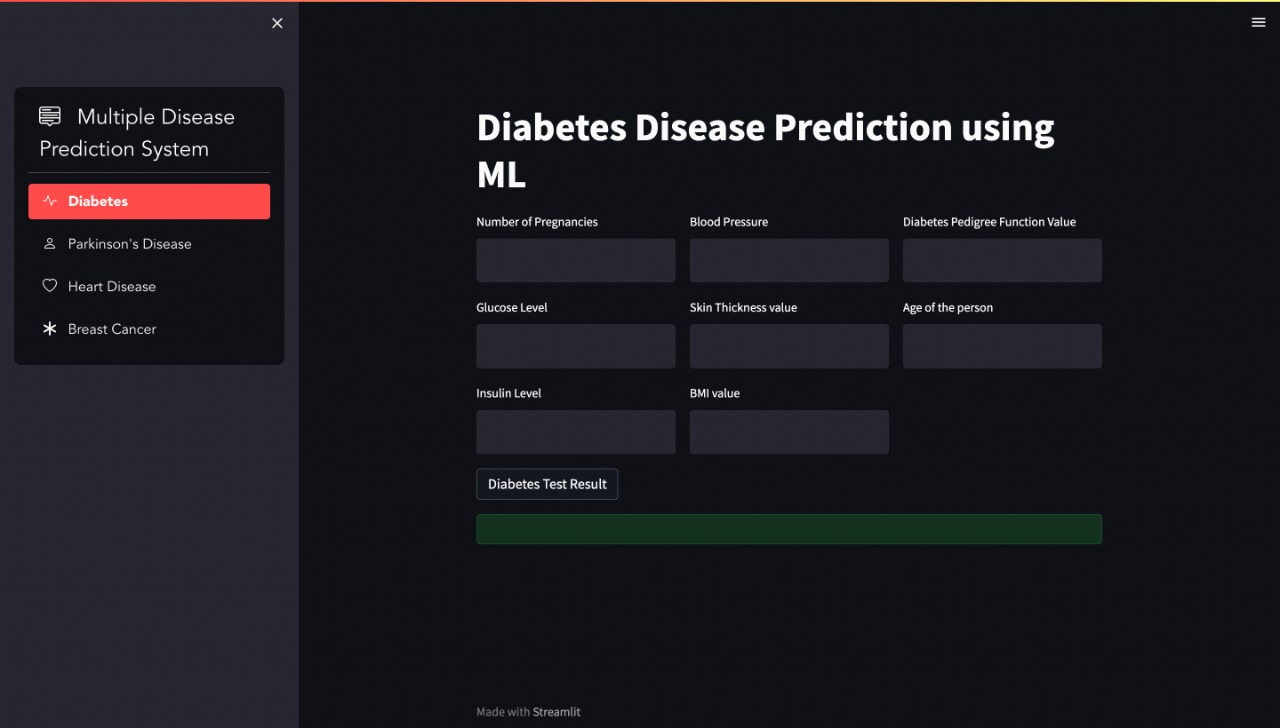 Multiple Disease
Prediction System
Diabetes
Parkinson's Disease
Heart Disease
Breast Cancer
Diabetes Disease Prediction using
ML
Number of Pregnancies
Blood Pressure
Diabetes Pedigree Function Value
Glucose Level
Skin Thickness value
Age of the person
Insulin Level
BMI value
Diabetes Test Result
Made with Streamlit